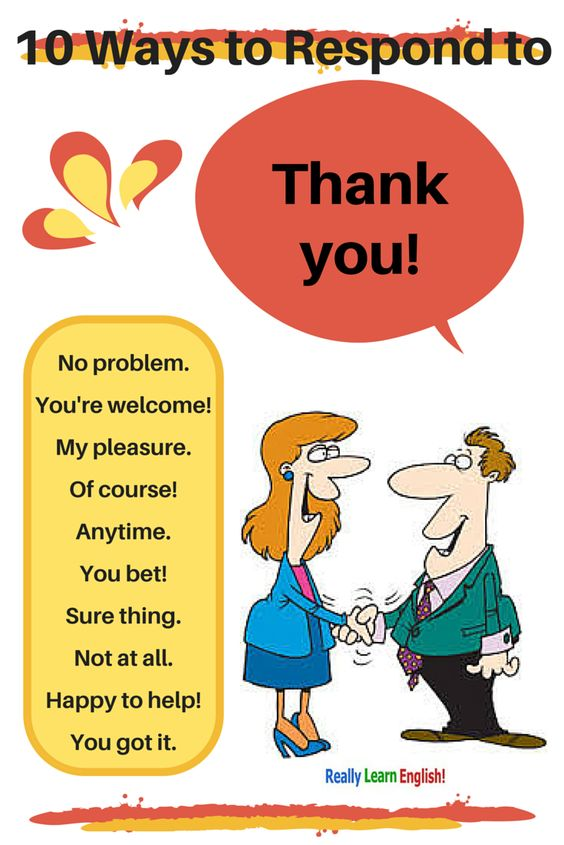 10 Ways to Respond to
Thank
you!
No problem.
You're welcome!
My pleasure.
Of course!
Anytime.
You bet!
Sure thing.
Not at all.
Happy to help!
You got it.
Really Learn English!